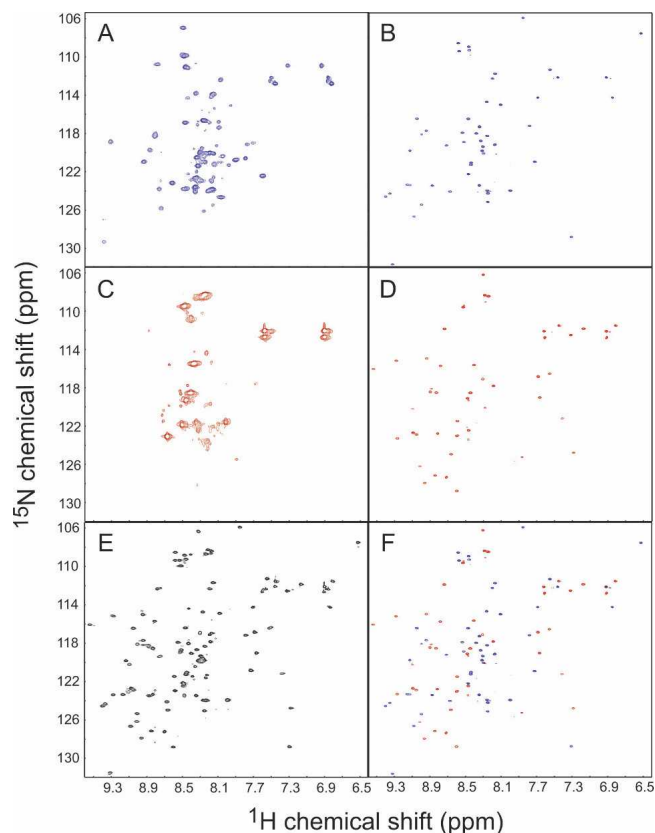 106
A
B
110
114
118
122
126
130
106
C
D
110
114
118
122
126
130
106
E
F
110
114
118
122
126
130
15N chemical shift (ppm)
9.3 8.9 8.5 8.1 7.7 7.3 6.9 6.5 9.3 8.9 8.5 8.1 7.7 7.3 6.9 6.5
1H chemical shift (ppm)